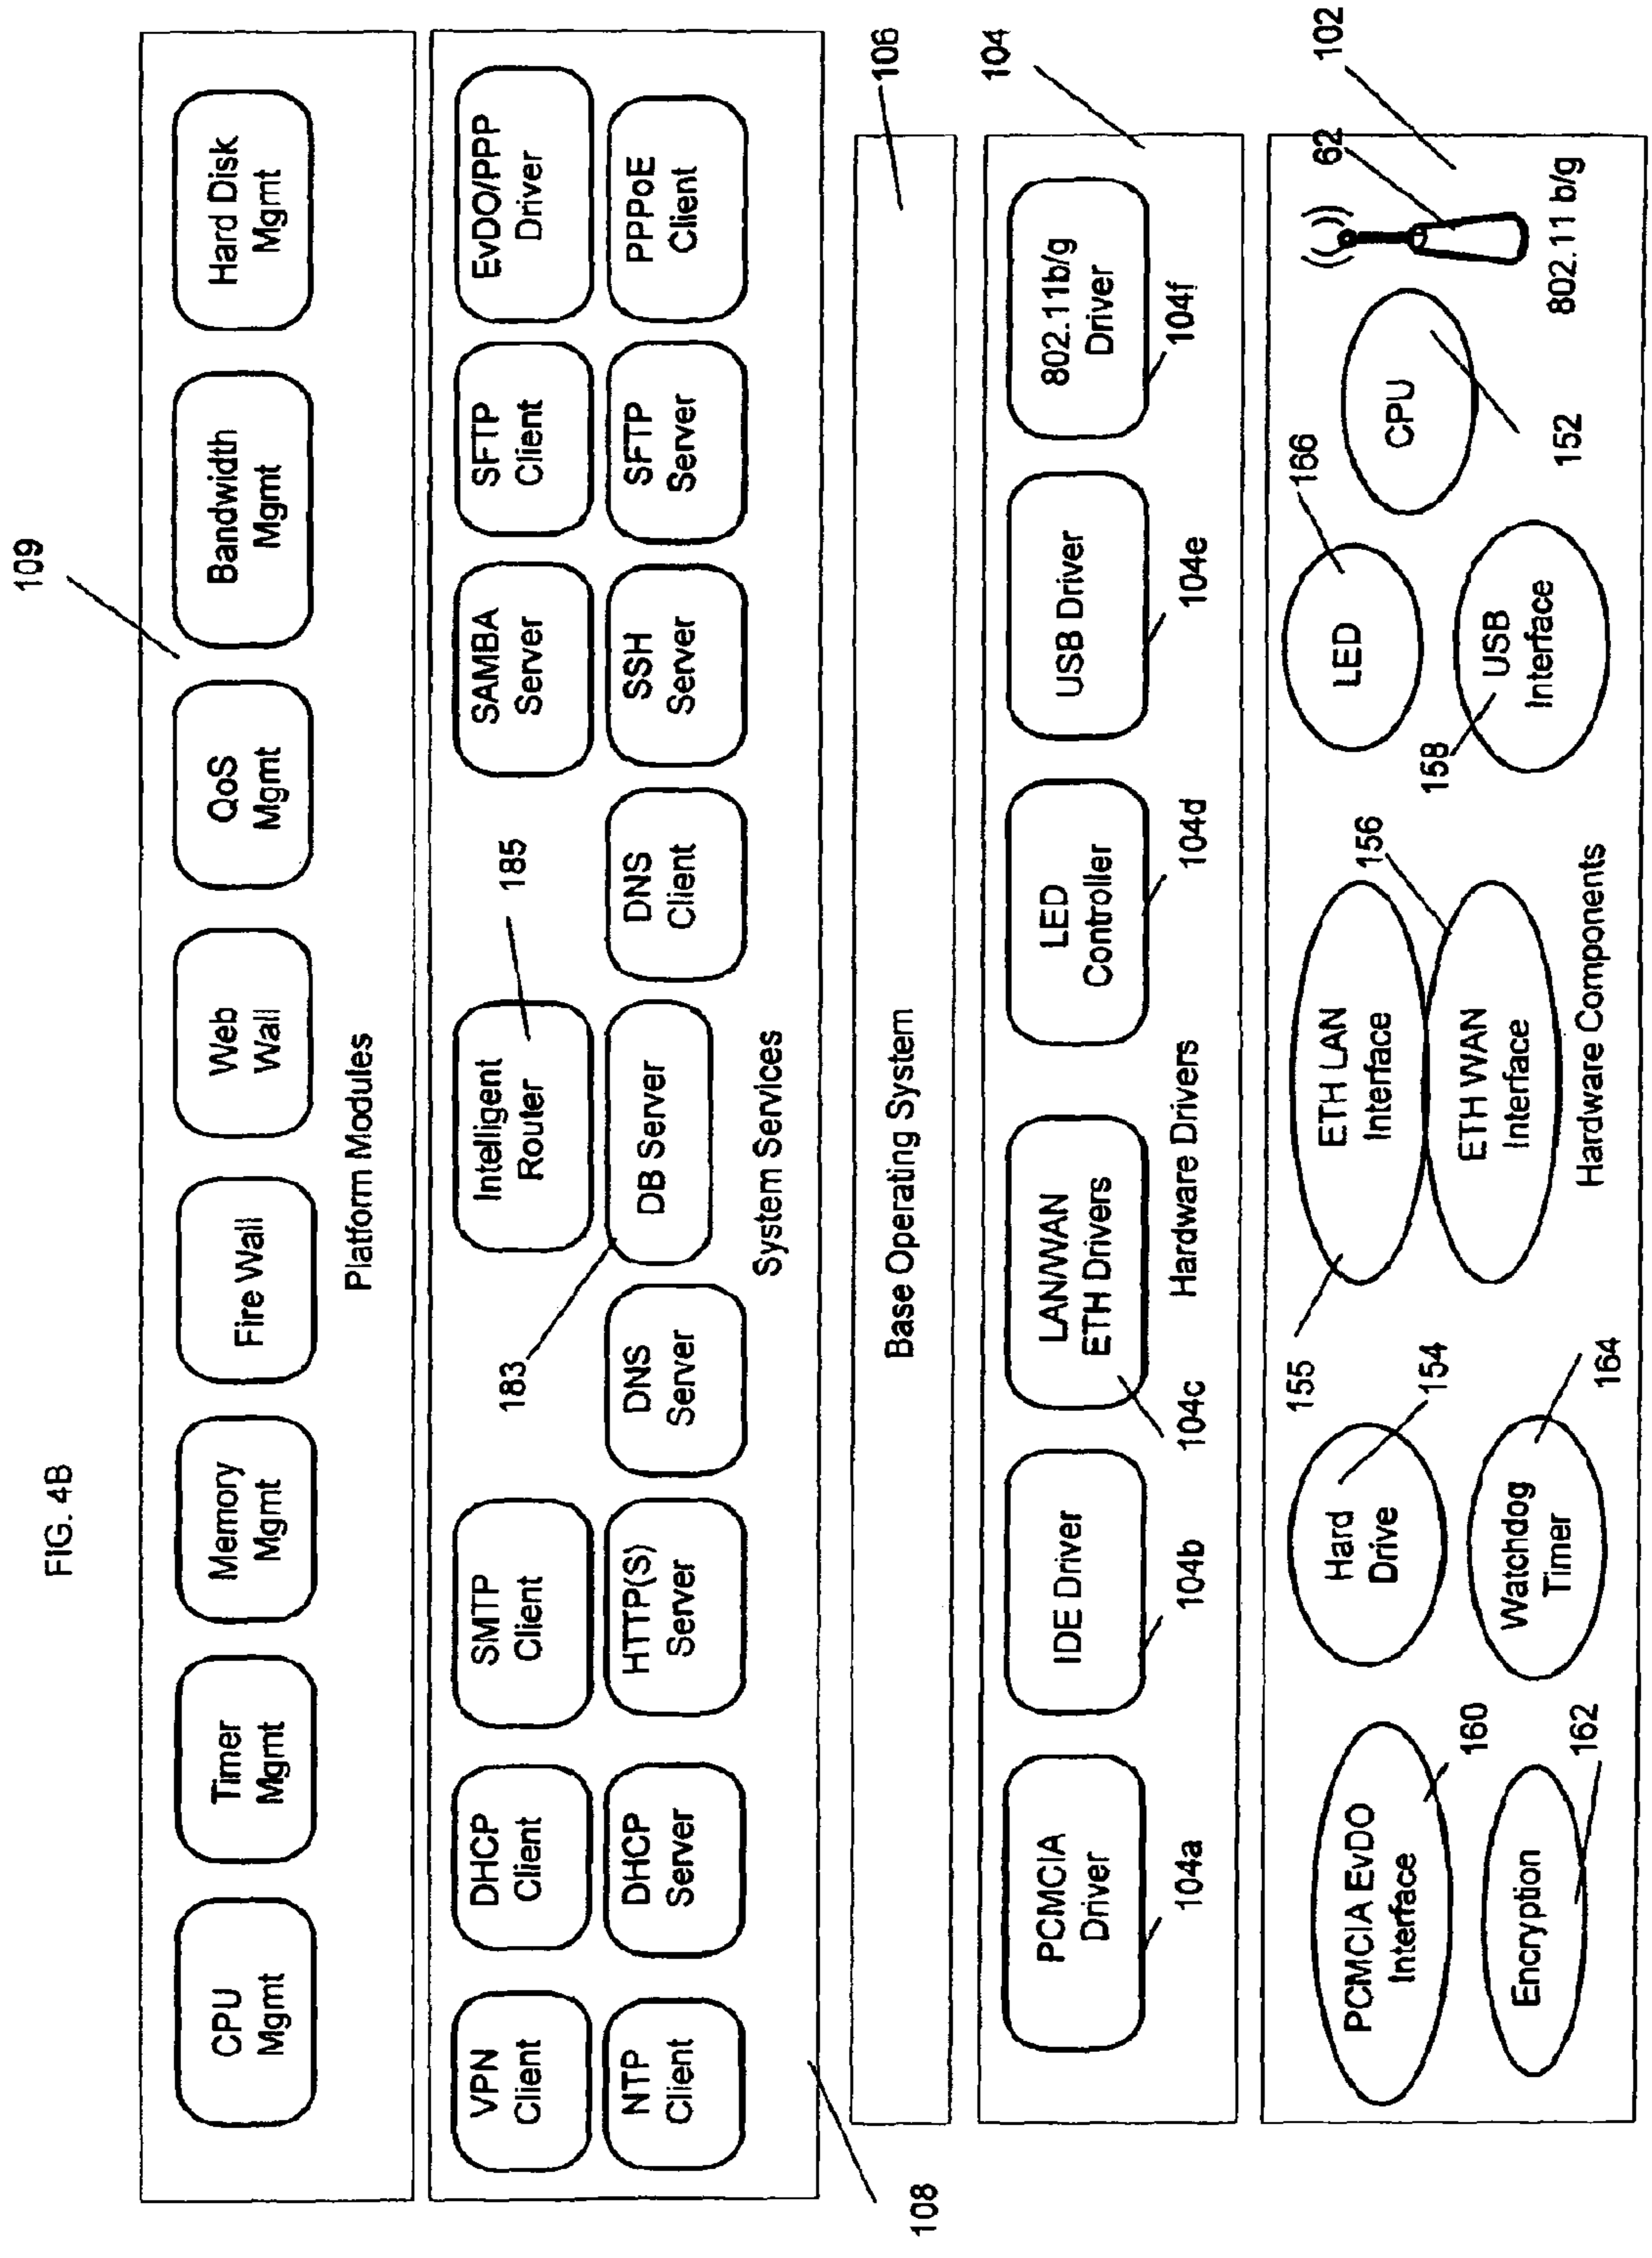 FIG. 4B
109
CPU
Mgmt
Timer
Mgmt
Memory
Mgmt
Fire Wall
Web
Wall
QoS
Mgmt
Bandwidth
Mgmt
Hard Disk
Mgmt
Platform Modules
VPN
Client
DHCP
Client
SMTP
Client
Intelligent
Router
185
SAMBA
Server
SFTP
Client
EvDO/PPP
Driver
183
NTP
Client
DHCP
Server
HTTP(S)
Server
DNS
Server
DB Server
DNS
Client
SSH
Server
SFTP
Server
PPPoE
Client
System Services
108
106
Base Operating System
104
PCMCIA
Driver
IDE Driver
LAN/WAN
ETH Drivers
LED
Controller
USB Driver
802.11b/g
Driver
104a
104b
104c
104d
104e
104f
Hardware Drivers
102
155
PCMCIA EvDO
Interface
Hard
Drive
154
ETH LAN
Interface
156
LED
166
CPU
62
160
158
Encryption
162
Watchdog
Timer
164
ETH WAN
Interface
USB
Interface
152
802.11 b/g
Hardware Components